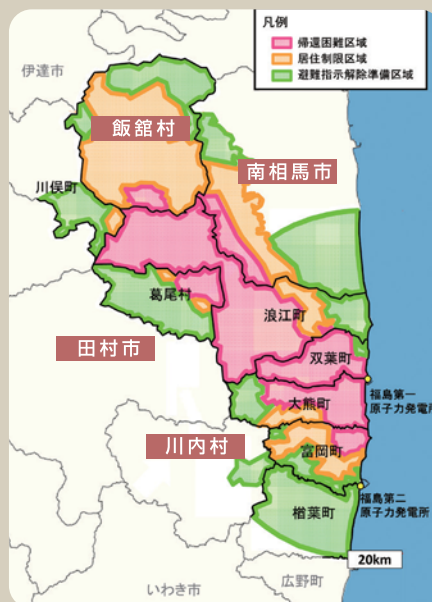 凡例
帰還困難区域
居住制限区域
避難指示解除準備区域
伊達市
飯舘村
南相馬市
川俣町
葛尾村
浪江町
田村市
双葉町
福島第一
原子力発電所
大熊町
川内村
富岡町
福島第二
原子力発電所
楢葉町
20km
広野町
いわき市